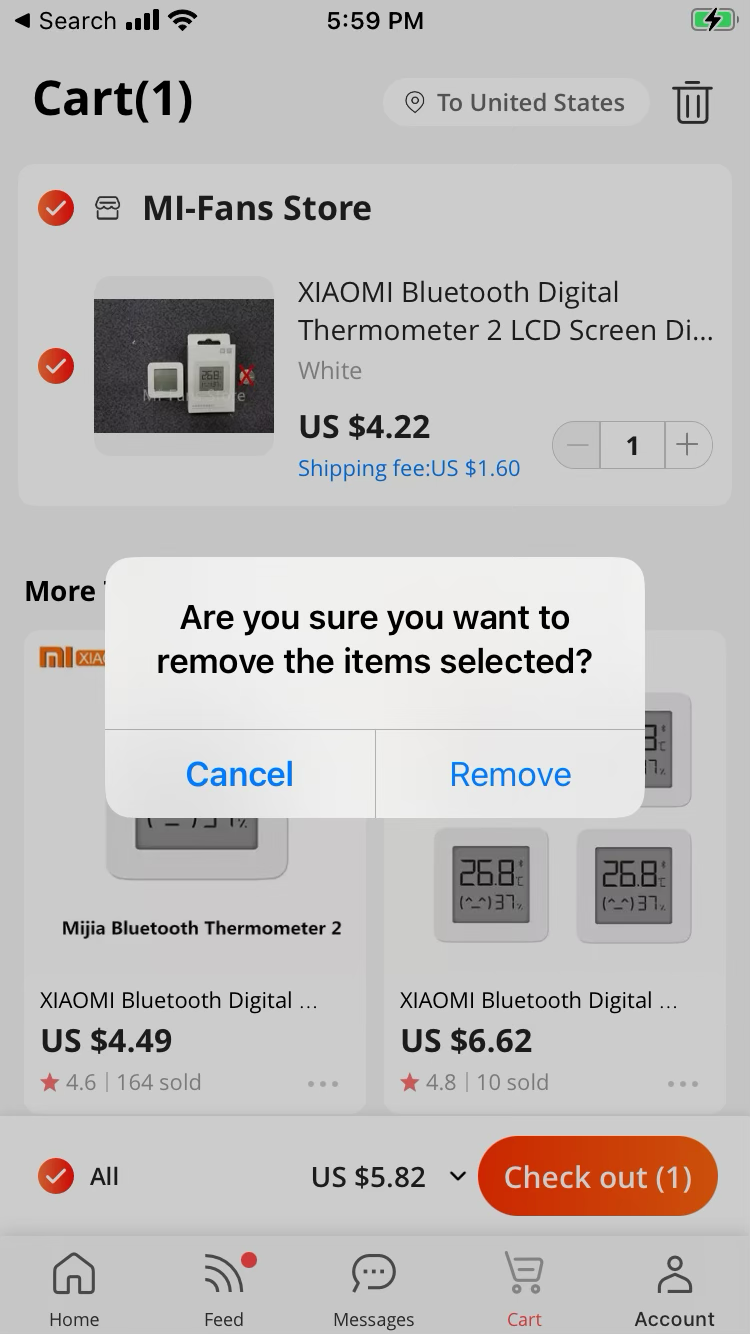 Search
5:59 PM
Cart(1)
To United States
MI-Fans Store
XIAOMI Bluetooth Digital
Thermometer 2 LCD Screen Di...
White
US $4.22
Shipping fee:US $1.60
1
More
Are you sure you want to
remove the items selected?
Cancel
Remove
mi XIAO
26.8 °C
(^_^) 37%
26.8 °C
(^_^) 37%
Mijia Bluetooth Thermometer 2
XIAOMI Bluetooth Digital ...
US $4.49
4.6 | 164 sold
XIAOMI Bluetooth Digital ...
US $6.62
4.8 | 10 sold
All
US $5.82
Check out (1)
Home
Feed
Messages
Cart
Account